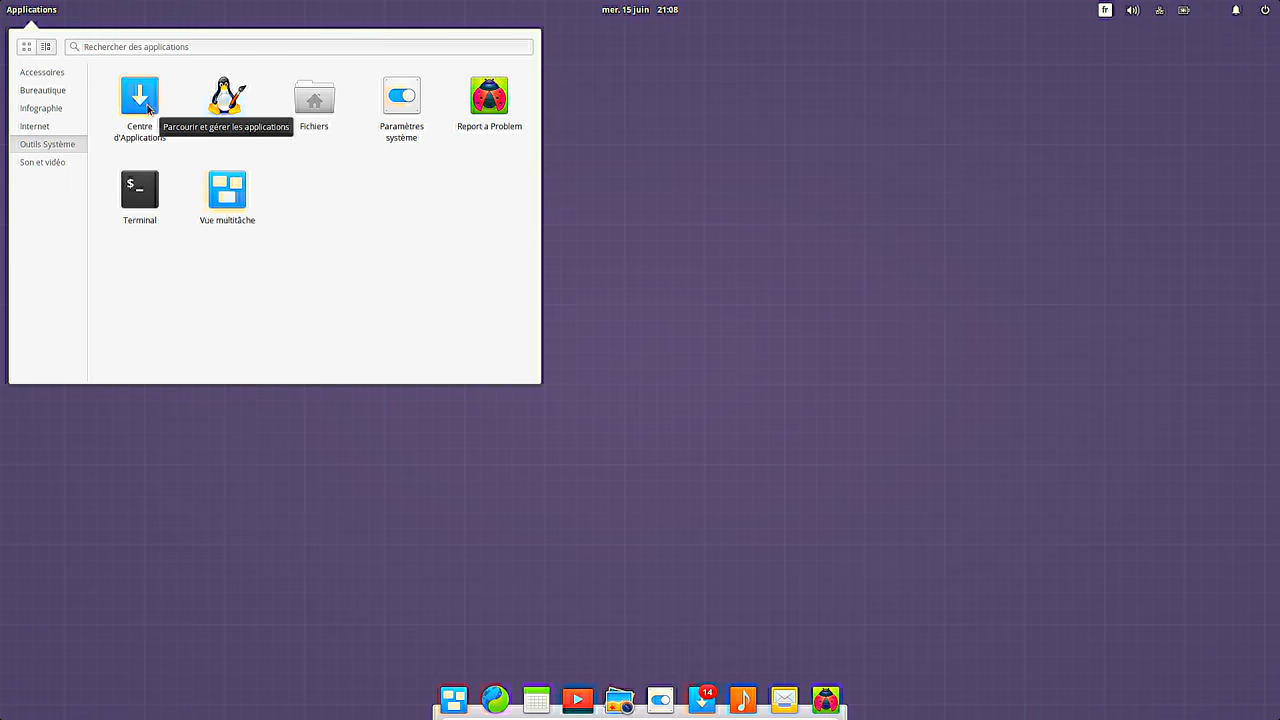 Applications
mer. 15 juin 21:08
fr
Rechercher des applications
Accessoires
Bureautique
Infographie
Internet
Outils Système
Son et vidéo
Centre
d'Applications
Parcourir et gérer les applications
Fichiers
Paramètres
système
Report a Problem
$_
Terminal
Vue multitâche
14